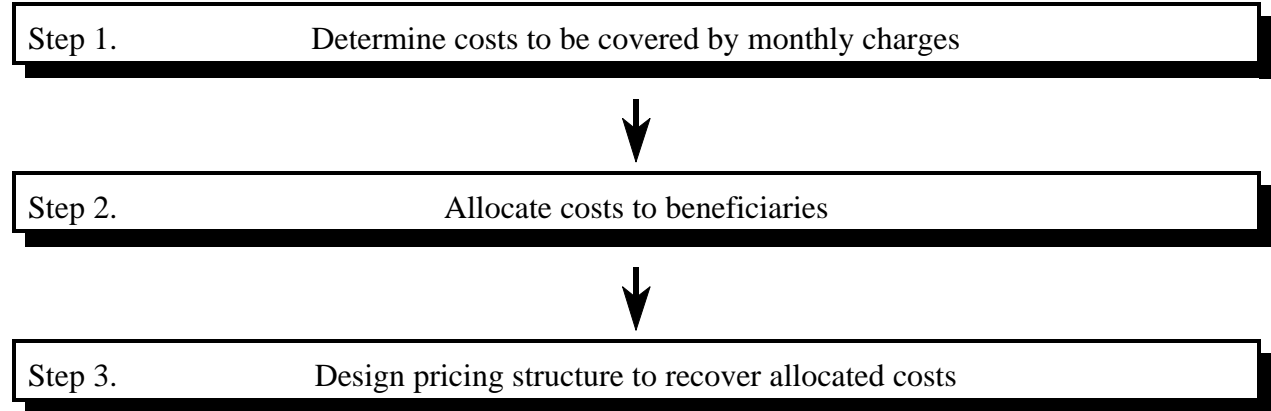 Step 1. Determine costs to be covered by monthly charges
Step 2. Allocate costs to beneficiaries
Step 3. Design pricing structure to recover allocated costs